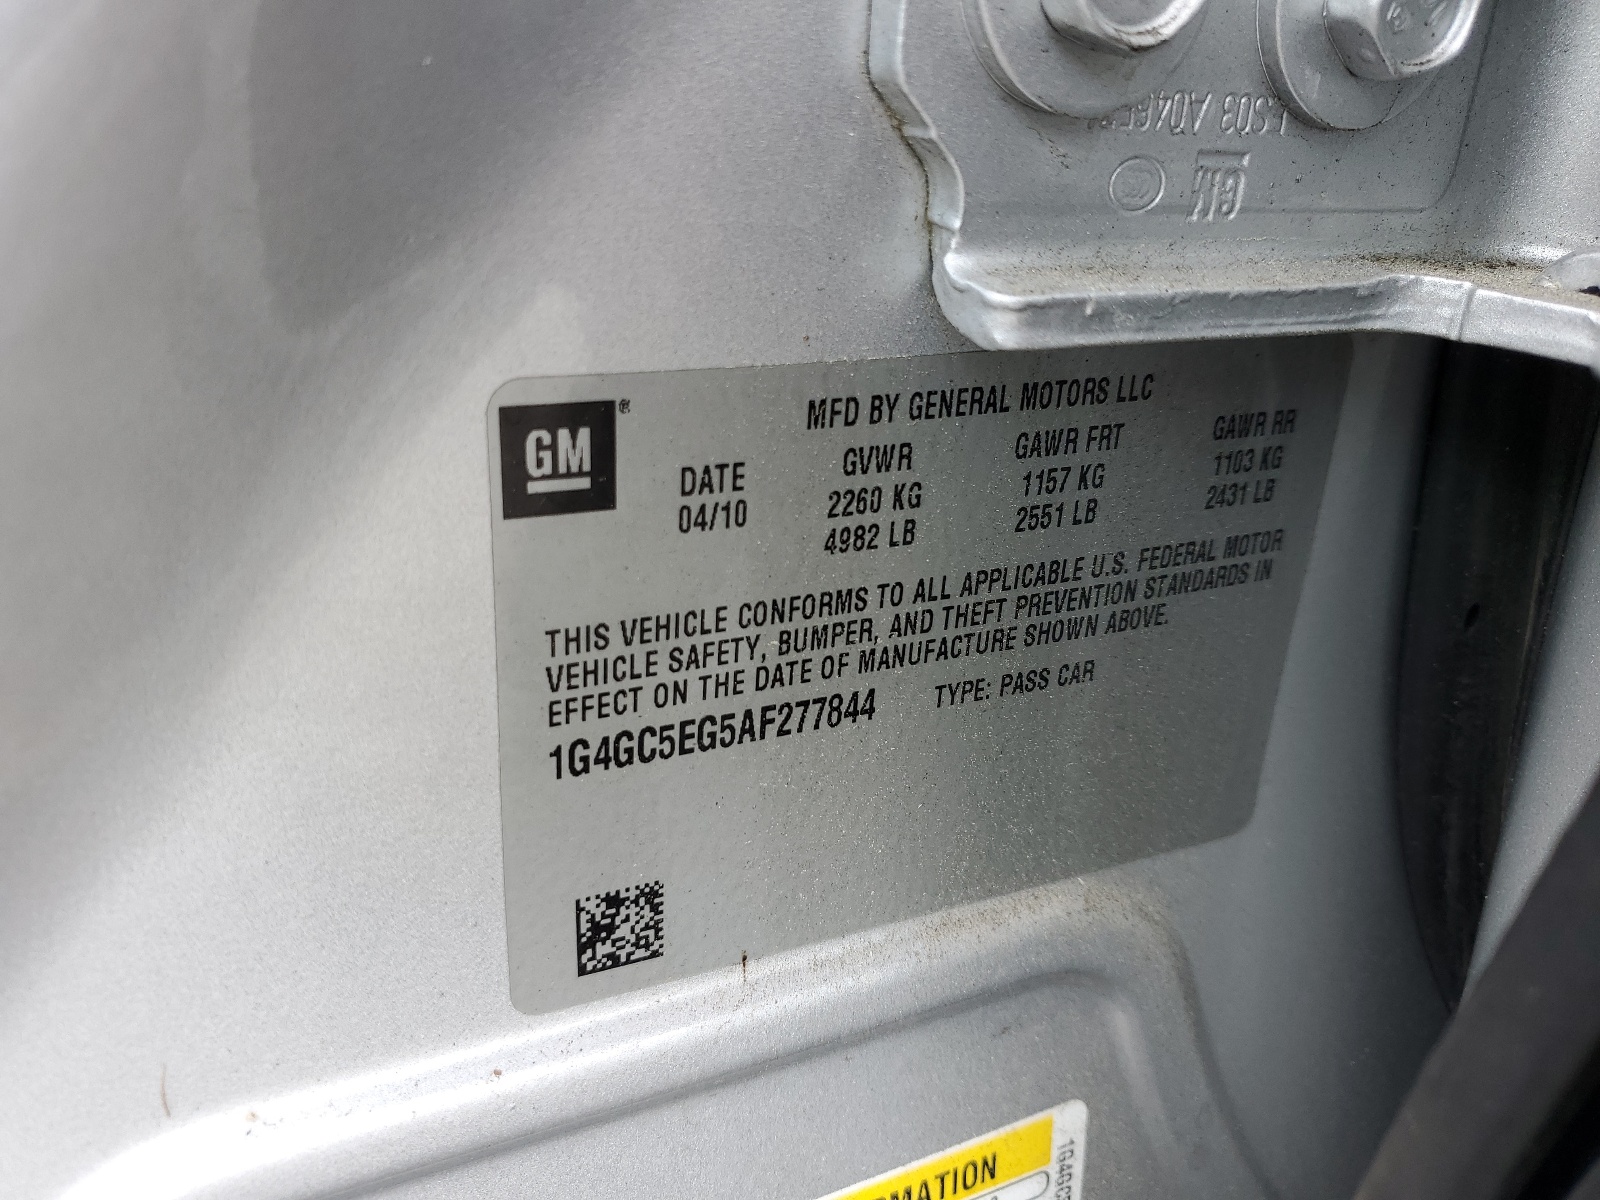 GM
GM ®
MFD BY GENERAL MOTORS LLC
DATE GVWR GAWR FRT GAWR RR
04/10 2260 KG 1157 KG 1103 KG
4982 LB 2551 LB 2431 LB
THIS VEHICLE CONFORMS TO ALL APPLICABLE U.S. FEDERAL MOTOR
VEHICLE SAFETY, BUMPER, AND THEFT PREVENTION STANDARDS IN
EFFECT ON THE DATE OF MANUFACTURE SHOWN ABOVE.
1G4GC5EG5AF277844 TYPE: PASS CAR